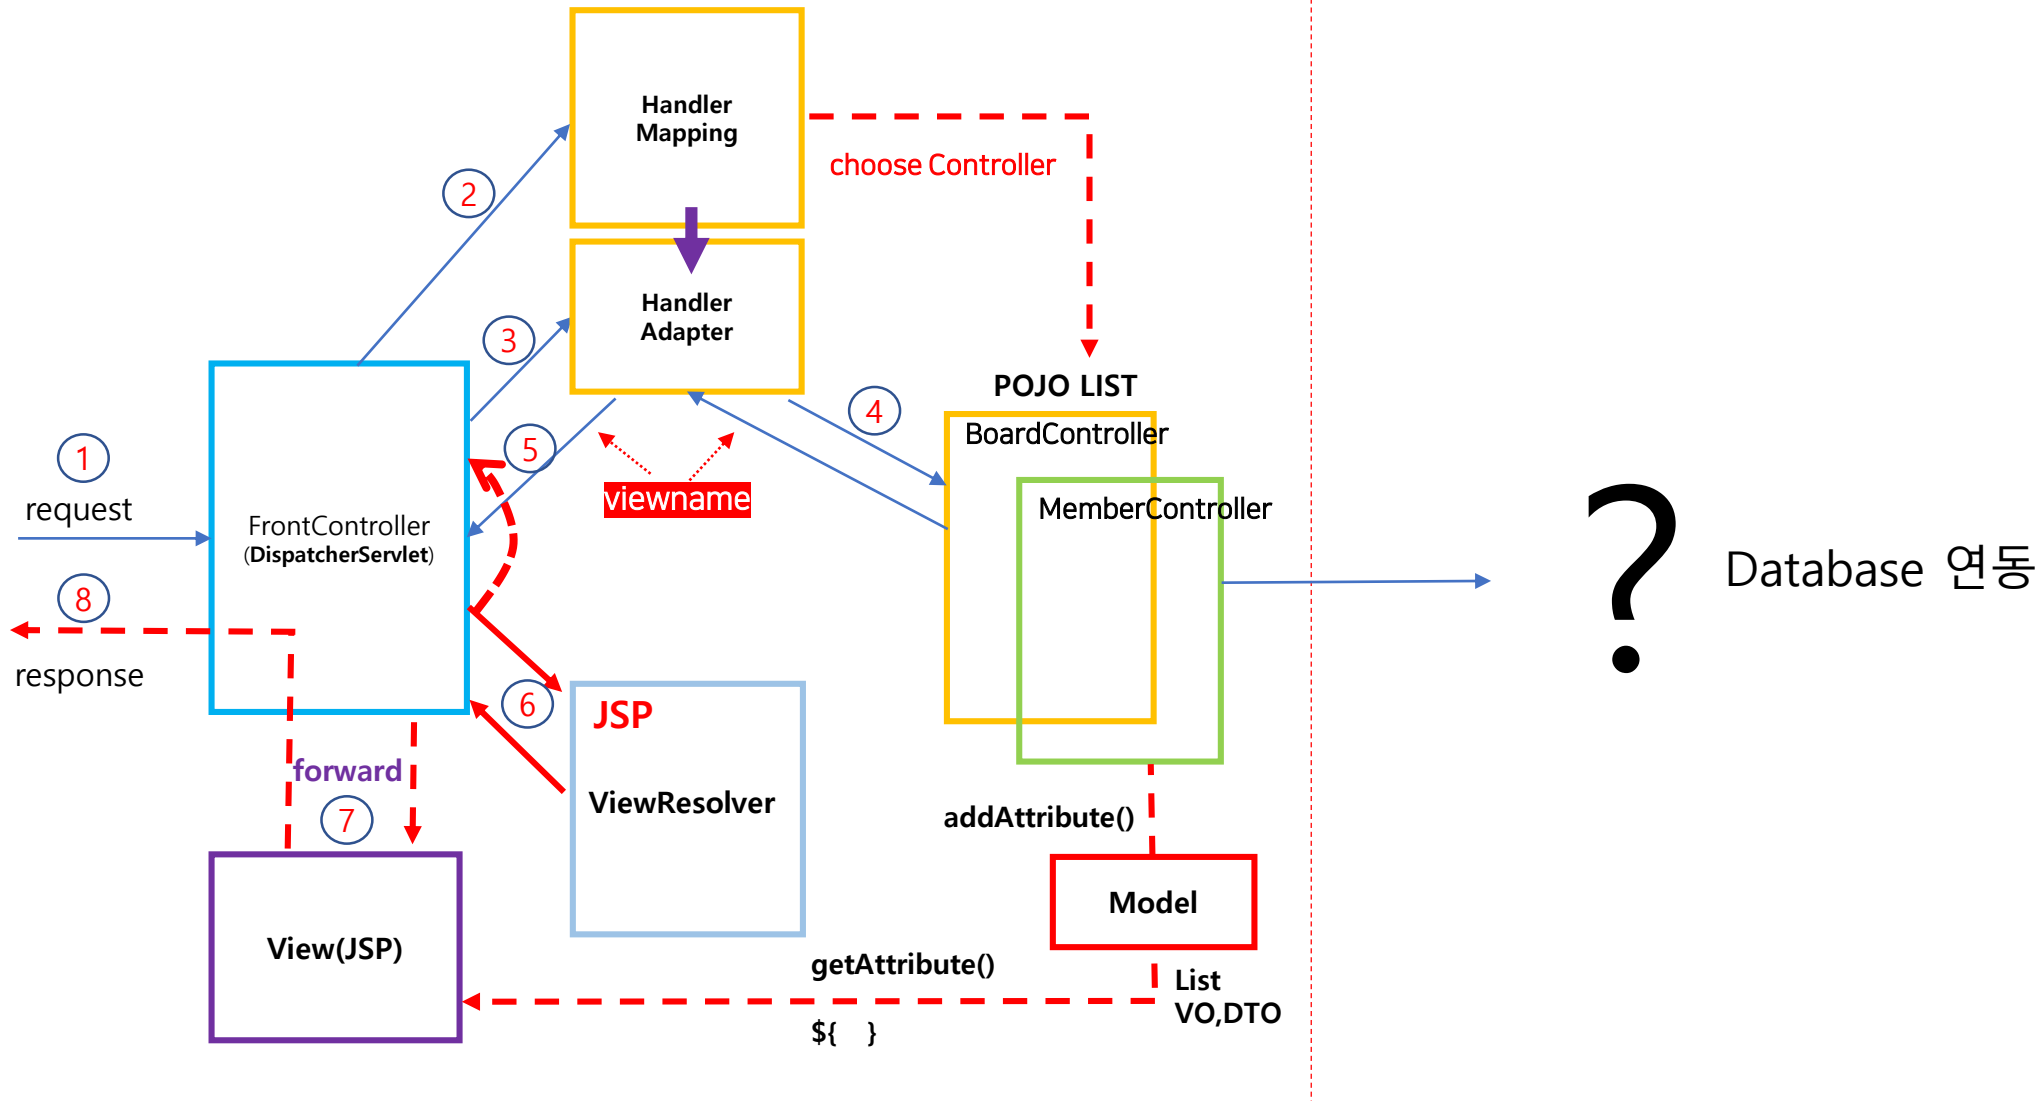 Handler
Mapping
choose Controller
2
Handler
Adapter
3
POJO LIST
4
BoardController
1
5
viewname
request
MemberController
FrontController
(DispatcherServlet)
?
Database 연동
8
response
6
JSP
forward
ViewResolver
7
addAttribute()
Model
View(JSP)
getAttribute()
List
VO,DTO
${ }